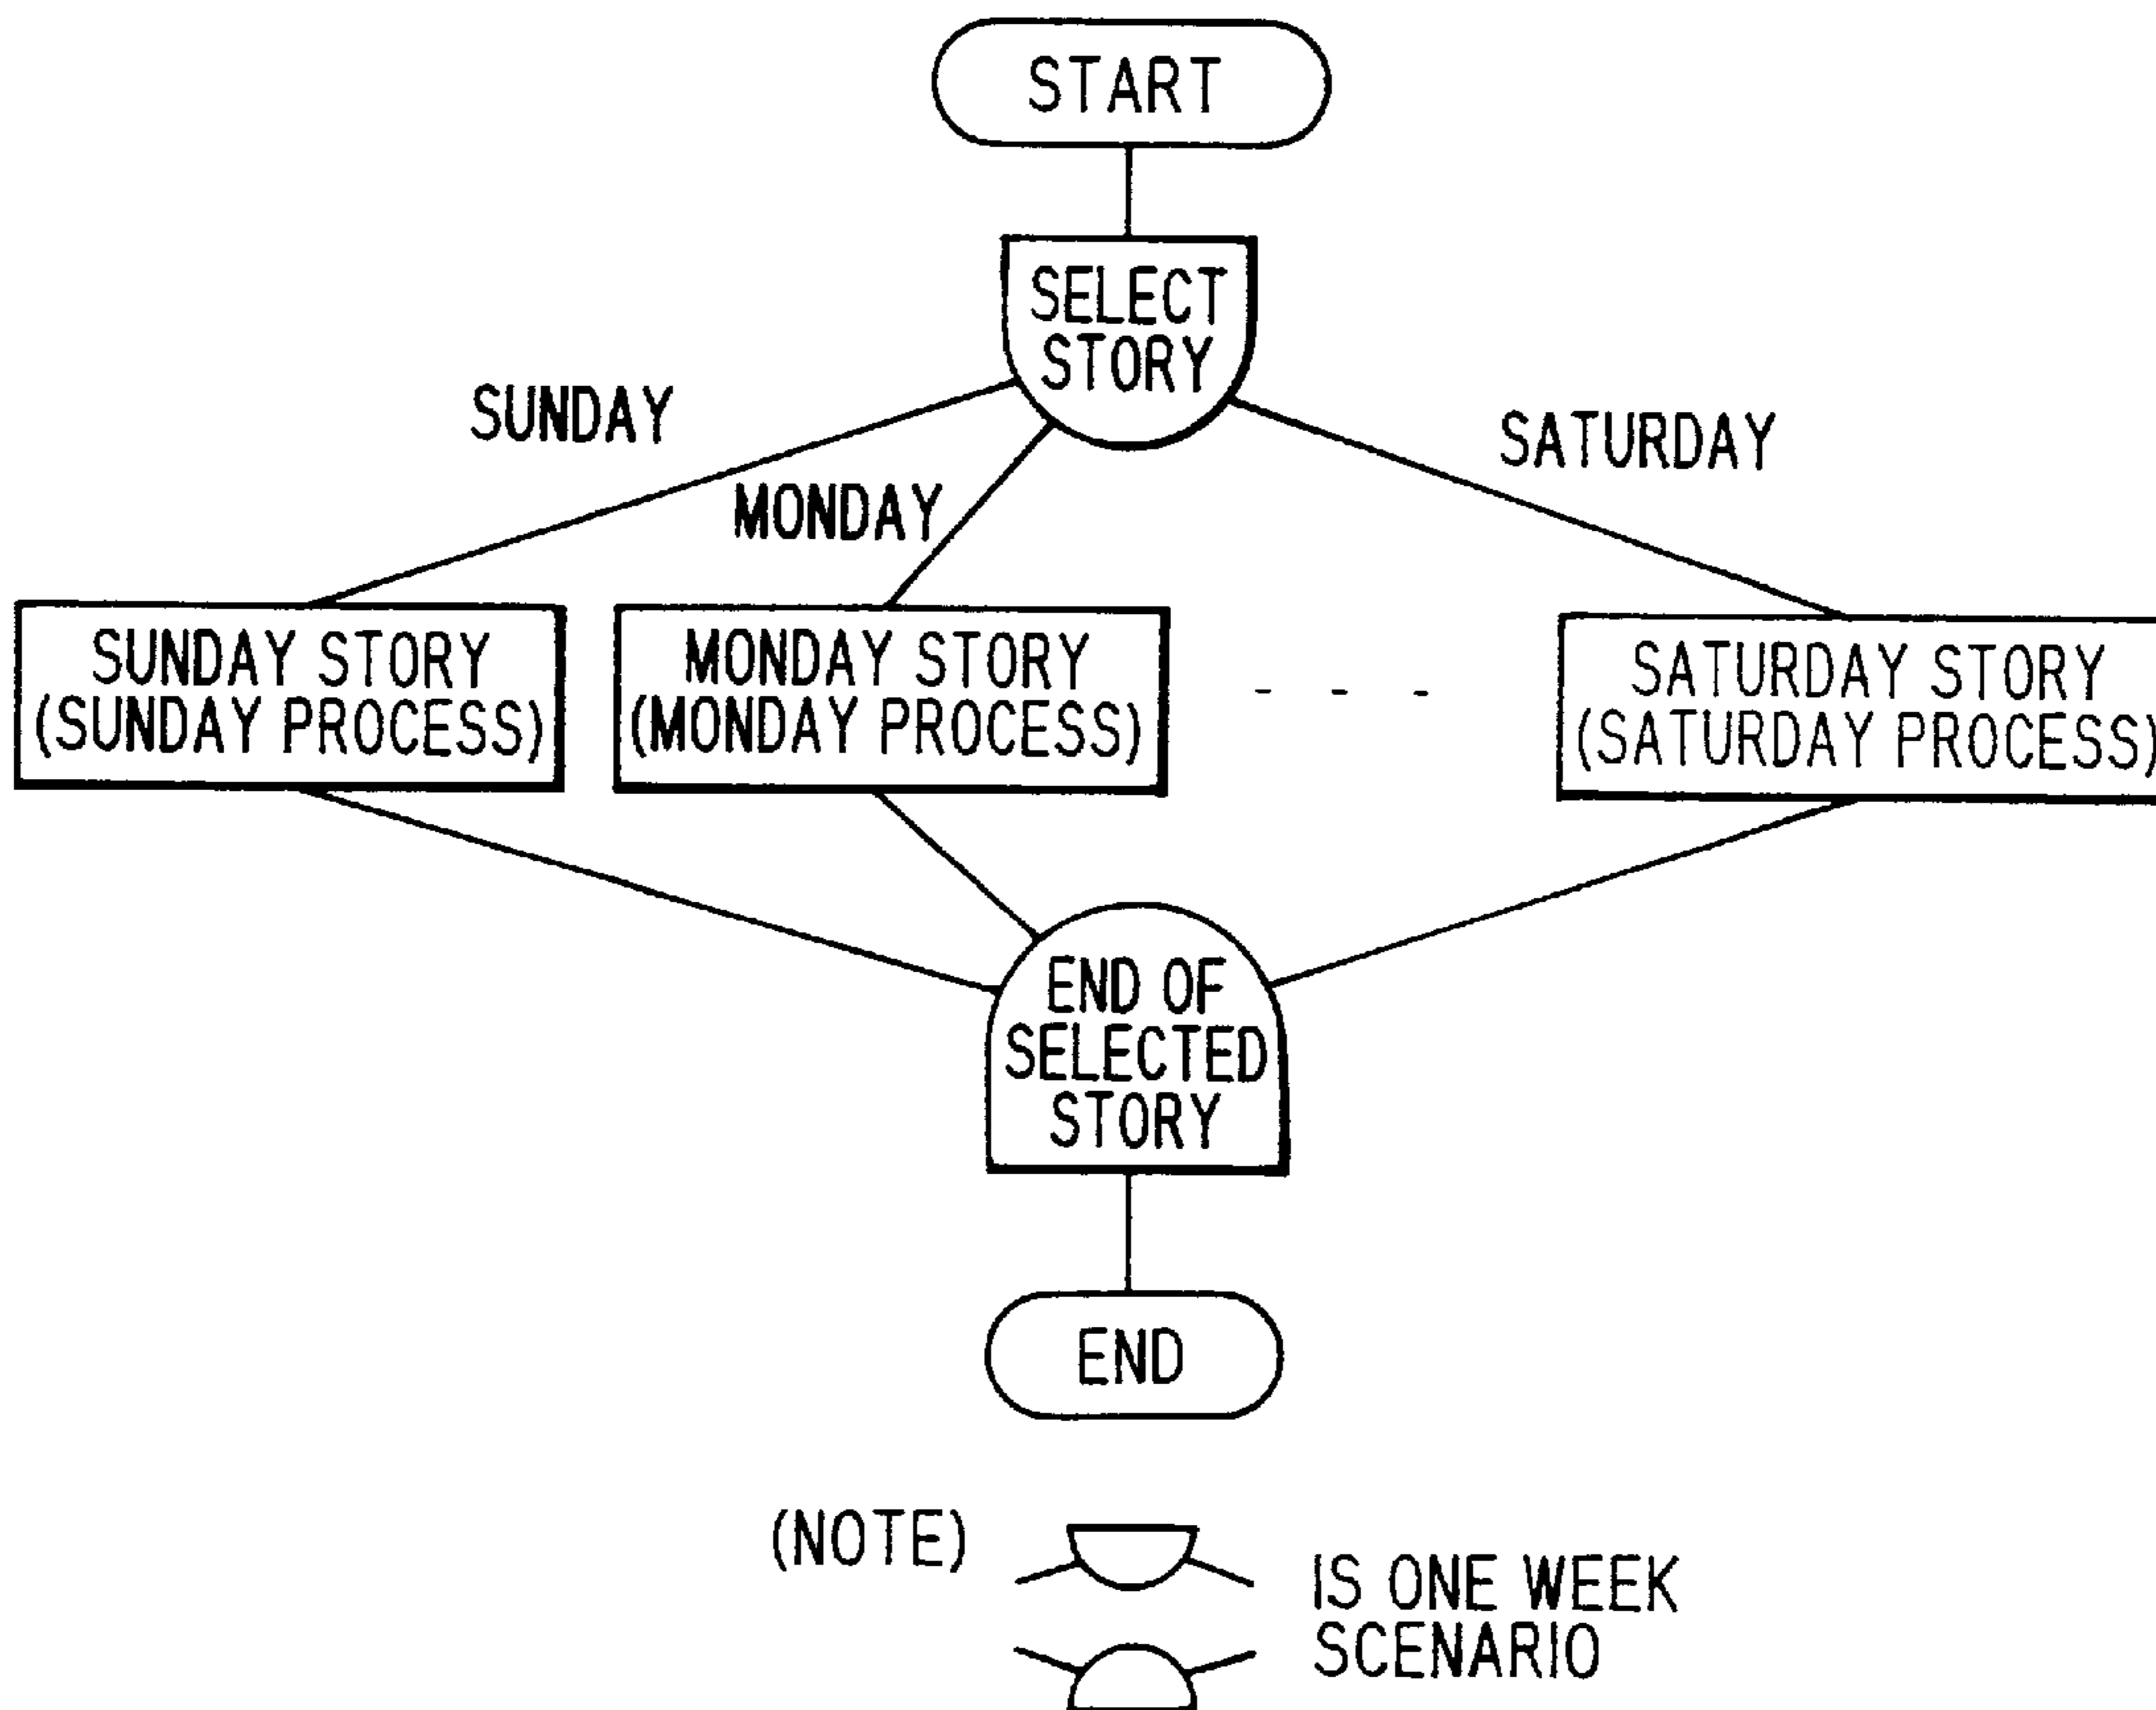 START
SELECT
STORY
SUNDAY
SATURDAY
MONDAY
SUNDAY STORY
(SUNDAY PROCESS)
MONDAY STORY
(MONDAY PROCESS)
- - -
SATURDAY STORY
(SATURDAY PROCESS)
END OF
SELECTED
STORY
END
(NOTE)
IS ONE WEEK
SCENARIO